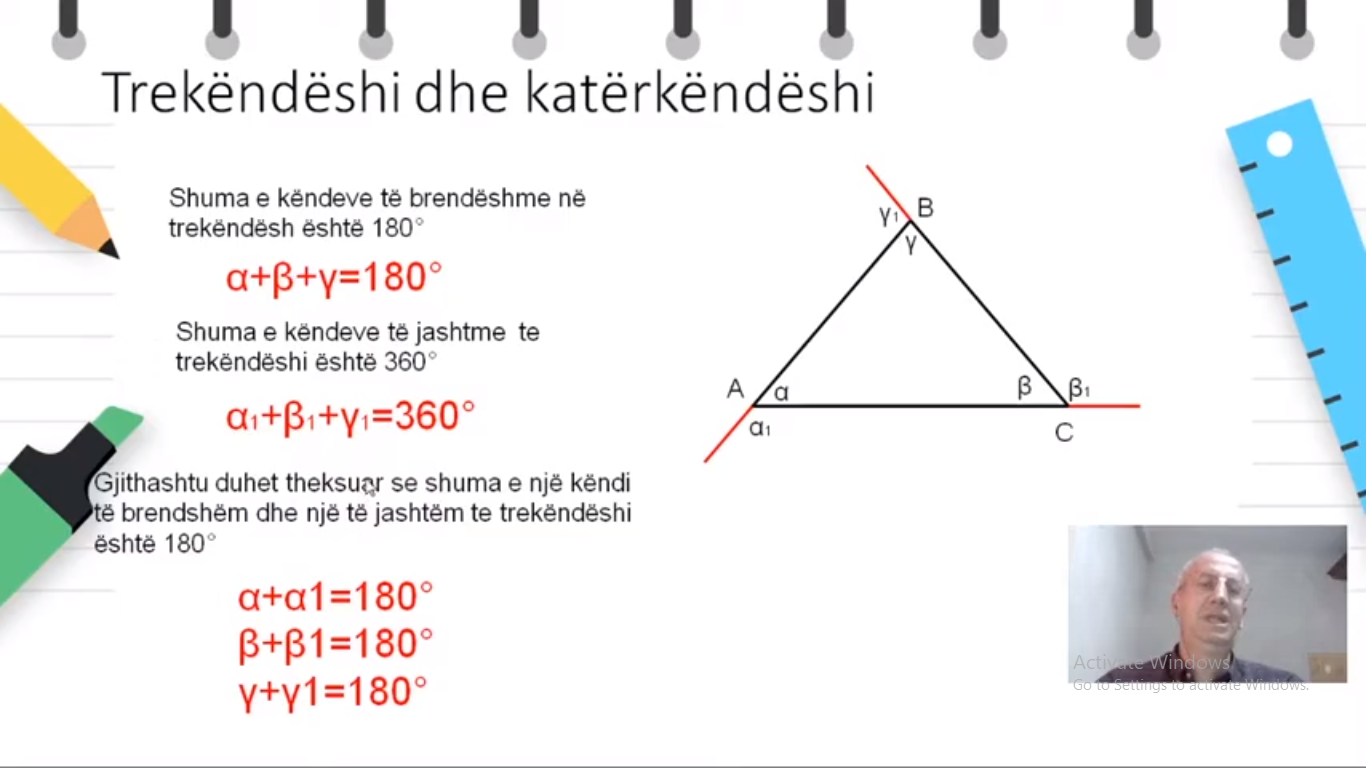 Trekëndëshi dhe katërkëndëshi
Shuma e këndeve të brendëshme në
trekëndësh është 180°
α+β+γ=180°
Shuma e këndeve të jashtme te
trekëndëshi është 360°
α₁+β₁+γ₁=360°
Gjithashtu duhet theksuar se shuma e një këndi
të brendshëm dhe një të jashtëm te trekëndëshi
është 180°
α+α1=180°
β+β1=180°
γ+γ1=180°
γ₁ B
γ
A α β β₁
α₁ C
Activate Windows
Go to Settings to activate Windows.